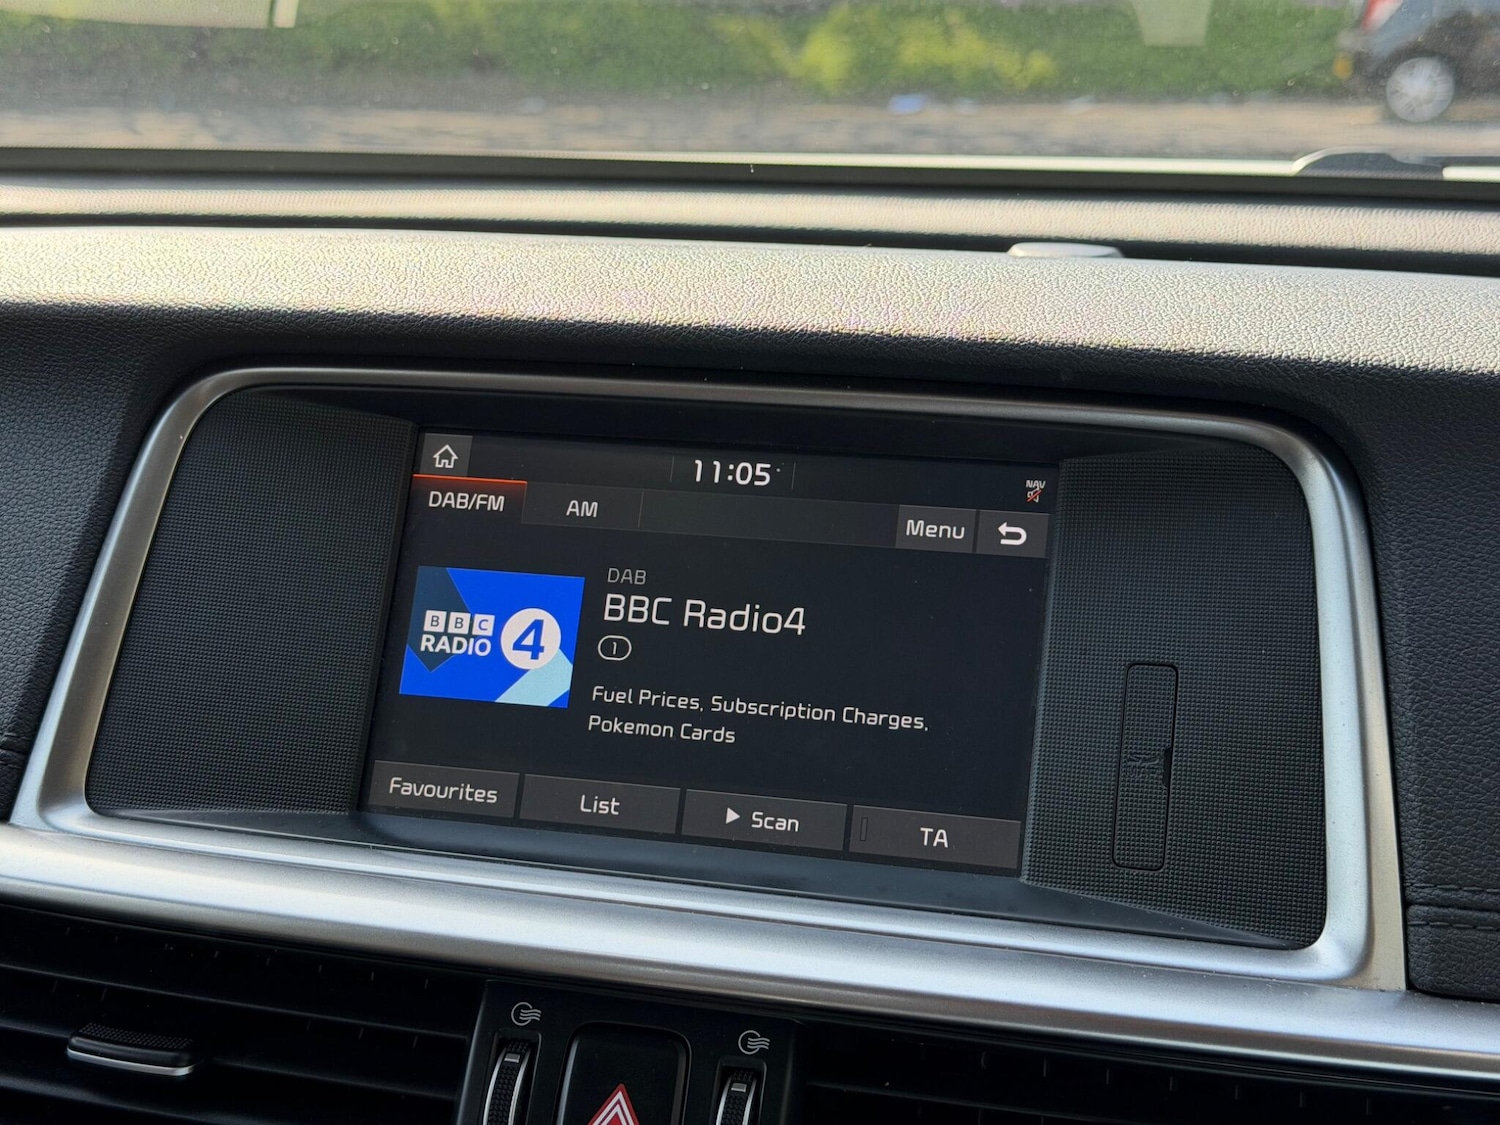 11:05
NAV
DAB/FM
AM
Menu
DAB
BBC Radio4
1
BBC
RADIO 4
Fuel Prices, Subscription Charges,
Pokemon Cards
Favourites
List
Scan
TA